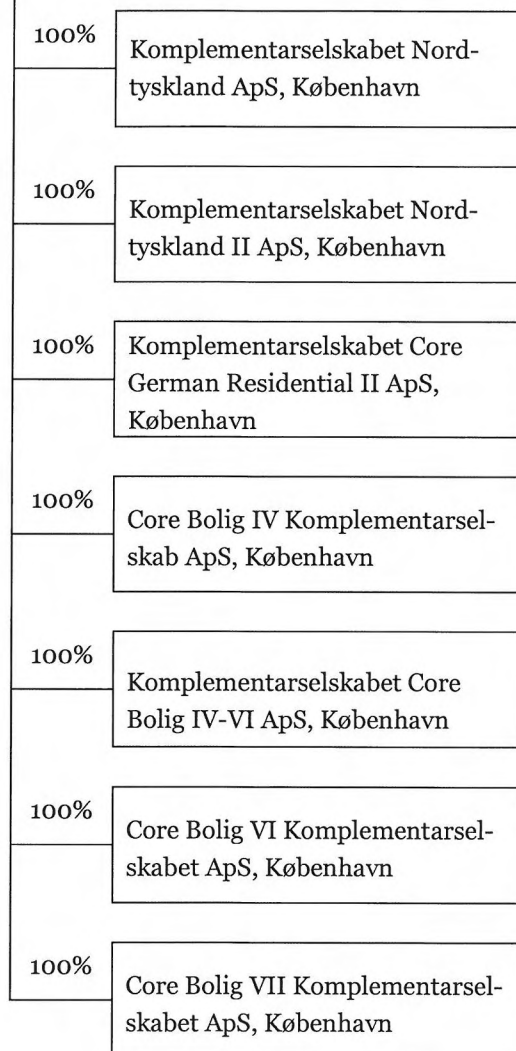 100%
Komplementarselskabet Nord-
tyskland ApS, København
100%
Komplementarselskabet Nord-
tyskland II ApS, København
100%
Komplementarselskabet Core
German Residential II ApS,
København
100%
Core Bolig IV Komplementarsel-
skab ApS, København
100%
Komplementarselskabet Core
Bolig IV-VI ApS, København
100%
Core Bolig VI Komplementarsel-
skabet ApS, København
100%
Core Bolig VII Komplementarsel-
skabet ApS, København